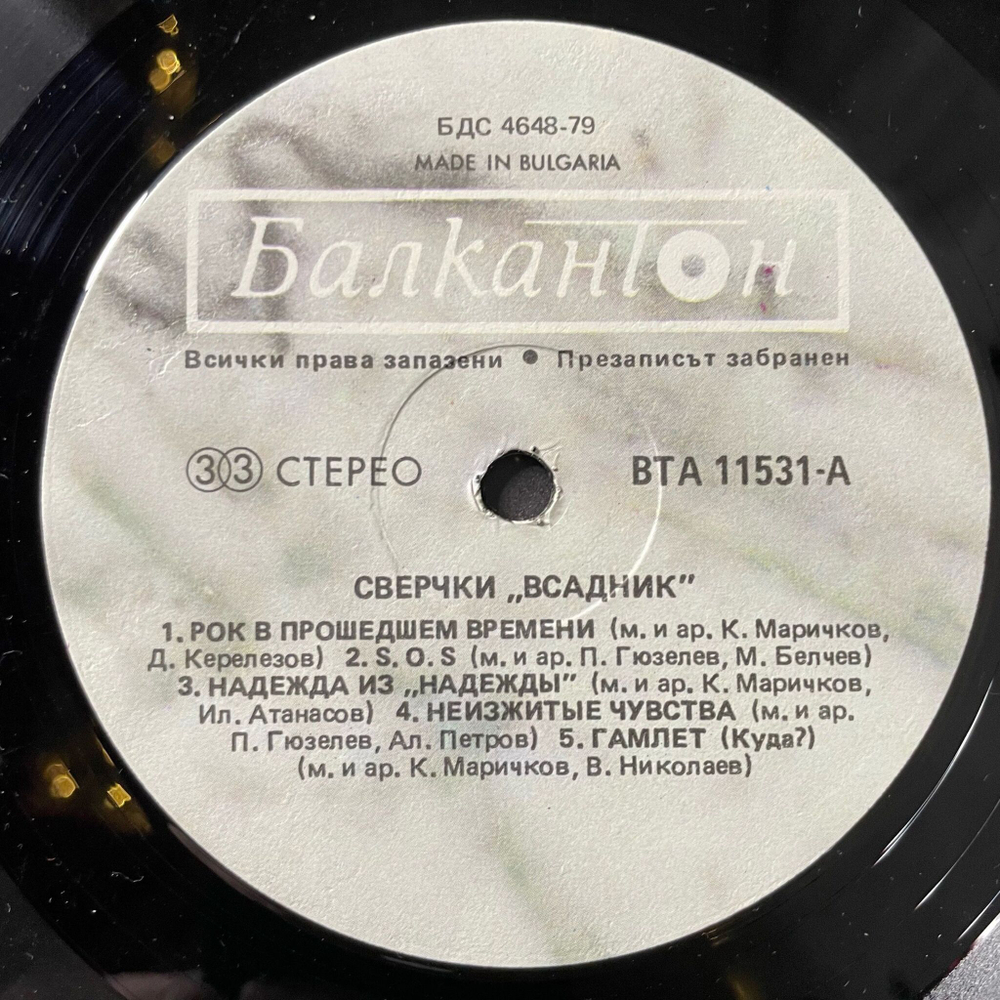 БДС 4648-79
MADE IN BULGARIA
Балкантон
Всички права запазени ● Презаписът забранен
33 СТЕРЕО ВТА 11531-А
СВЕРЧКИ „ВСАДНИК”
1. РОК В ПРОШЕДШЕМ ВРЕМЕНИ (м. и ар. К. Маричков,
Д. Керелезов) 2. S. O. S (м. и ар. П. Гюзелев, М. Белчев)
3. НАДЕЖДА ИЗ „НАДЕЖДЫ” (м. и ар. К. Маричков,
Ил. Атанасов) 4. НЕИЗЖИТЫЕ ЧУВСТВА (м. и ар.
П. Гюзелев, Ал. Петров) 5. ГАМЛЕТ (Куда?)
(м. и ар. К. Маричков, В. Николаев)